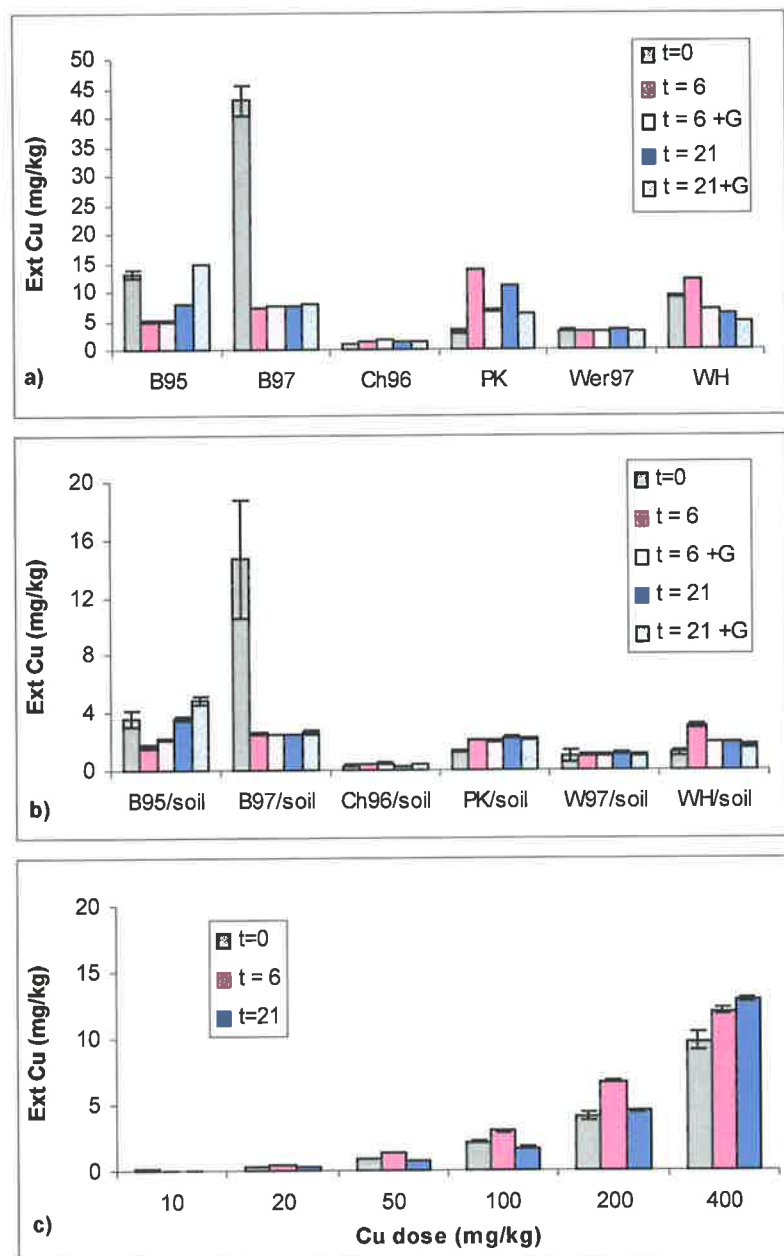 50
45
40
35
30
25
20
15
10
5
0
Ext Cu (mg/kg)
t=0
t = 6
t = 6 +G
t = 21
t = 21+G
B95 B97 Ch96 PK Wer97 WH
a)
20
16
12
8
4
0
Ext Cu (mg/kg)
t=0
t = 6
t = 6 +G
t = 21
t = 21 +G
B95/soil B97/soil Ch96/soil PK/soil W97/soil WH/soil
b)
20
15
10
5
0
Ext Cu (mg/kg)
t=0
t = 6
t=21
10 20 50 100 200 400
Cu dose (mg/kg)
c)